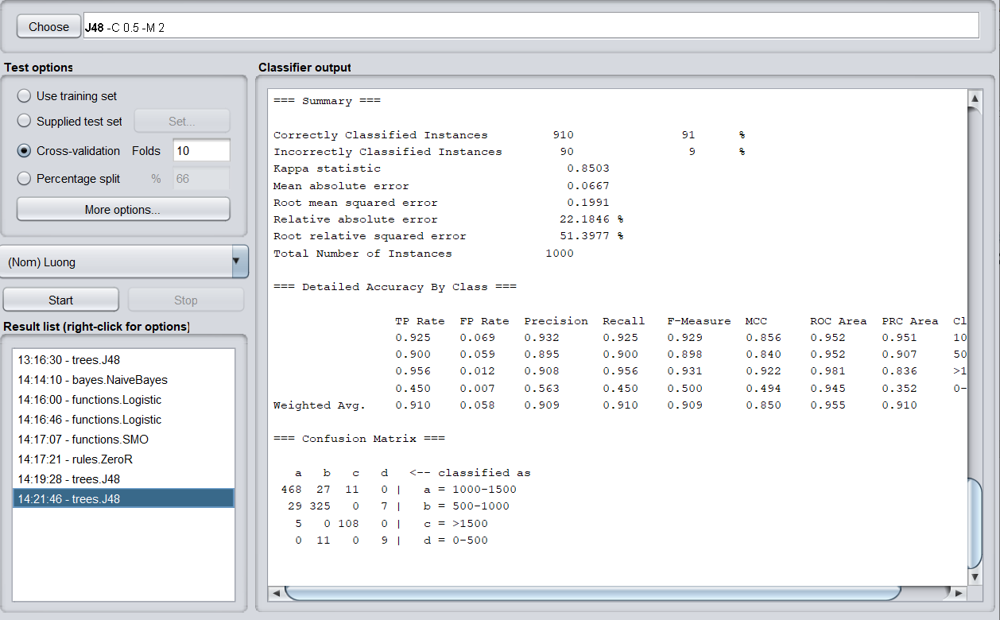 Choose J48 -C 0.5 -M 2
Test options
Use training set
Supplied test set Set...
Cross-validation Folds 10
Percentage split % 66
More options...
(Nom) Luong
Start Stop
Result list (right-click for options)
13:16:30 - trees.J48
14:14:10 - bayes.NaiveBayes
14:16:00 - functions.Logistic
14:16:46 - functions.Logistic
14:17:07 - functions.SMO
14:17:21 - rules.ZeroR
14:19:28 - trees.J48
14:21:46 - trees.J48
Classifier output
=== Summary ===
Correctly Classified Instances 910 91 %
Incorrectly Classified Instances 90 9 %
Kappa statistic 0.8503
Mean absolute error 0.0667
Root mean squared error 0.1991
Relative absolute error 22.1846 %
Root relative squared error 51.3977 %
Total Number of Instances 1000
=== Detailed Accuracy By Class ===
TP Rate FP Rate Precision Recall F-Measure MCC ROC Area PRC Area Cl
0.925 0.069 0.932 0.925 0.929 0.856 0.952 0.951 10
0.900 0.059 0.895 0.900 0.898 0.840 0.952 0.907 50
0.956 0.012 0.908 0.956 0.931 0.922 0.981 0.836 >1
0.450 0.007 0.563 0.450 0.500 0.494 0.945 0.352 0-
Weighted Avg. 0.910 0.058 0.909 0.910 0.909 0.850 0.955 0.910
=== Confusion Matrix ===
a b c d <-- classified as
468 27 11 0 | a = 1000-1500
29 325 0 7 | b = 500-1000
5 0 108 0 | c = >1500
0 11 0 9 | d = 0-500